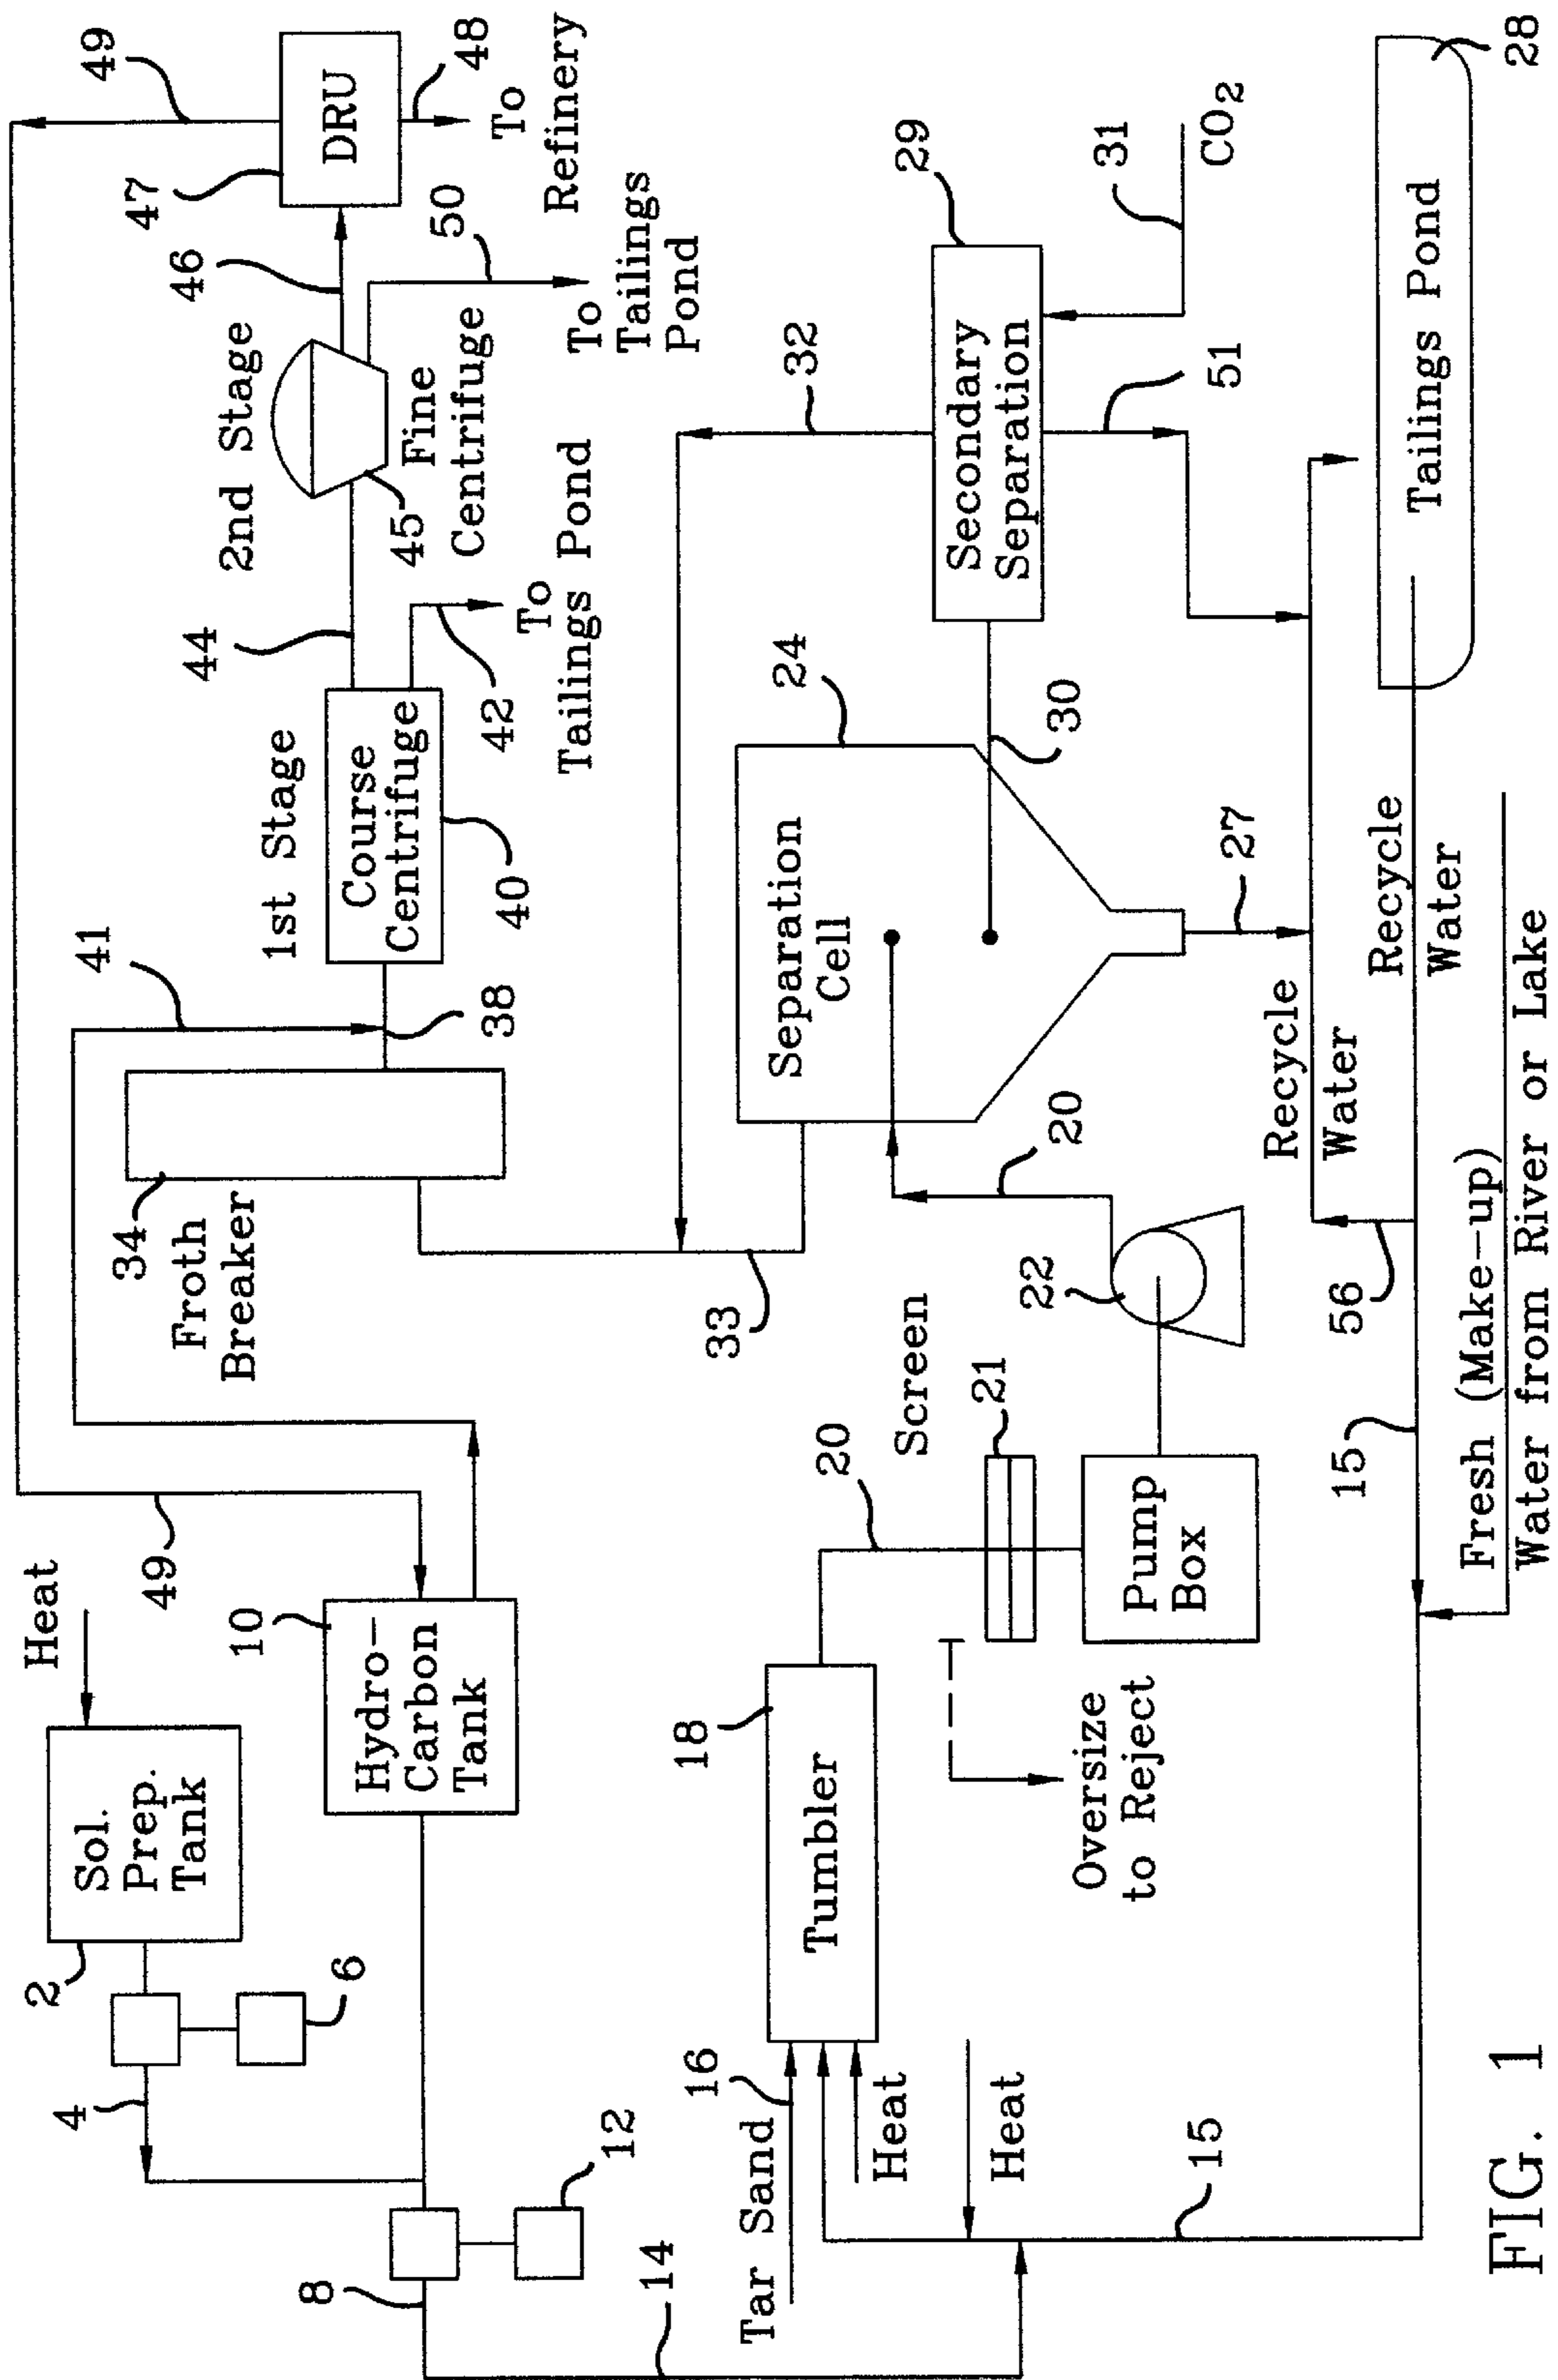 Heat
Sol.
Prep.
Tank
2
4
6
Hydro-
Carbon
Tank
10
8
12
14
49
41
34
Froth
Breaker
38
1st Stage
Course
Centrifuge
40
42
To
Tailings Pond
44
2nd Stage
45
Fine
Centrifuge
46
50
To
Tailings
Pond
47
DRU
49
48
To
Refinery
Tar Sand
16
Heat
Heat
Tumbler
18
20
Screen
21
Oversize
to Reject
Pump
Box
22
20
33
Separation
Cell
24
27
30
32
Secondary
Separation
29
31
CO2
51
Recycle
Water
56
Recycle
Water
Tailings Pond
28
15
15
Fresh (Make-up)
Water from River or Lake
FIG. 1